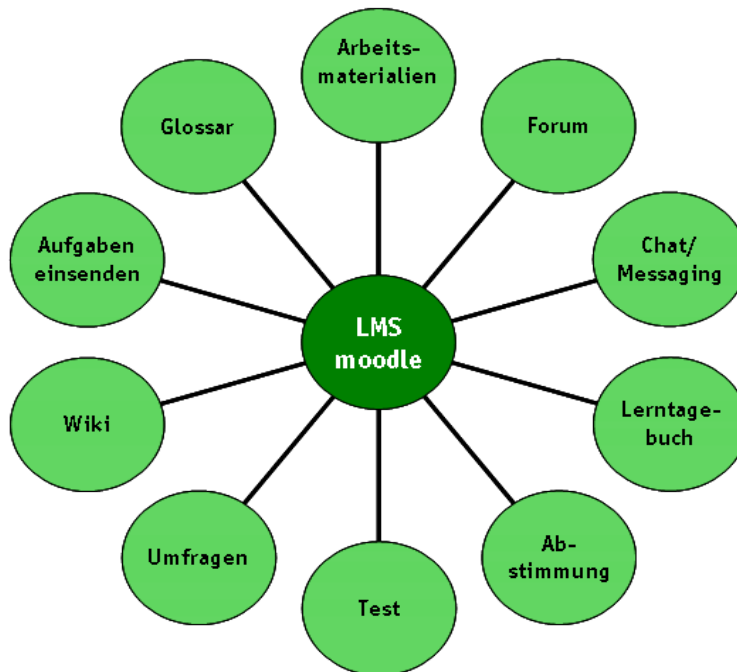 Arbeits-
materialien
Forum
Chat/
Messaging
Lerntage-
buch
Ab-
stimmung
Test
Umfragen
Wiki
Aufgaben
einsenden
Glossar
LMS
moodle